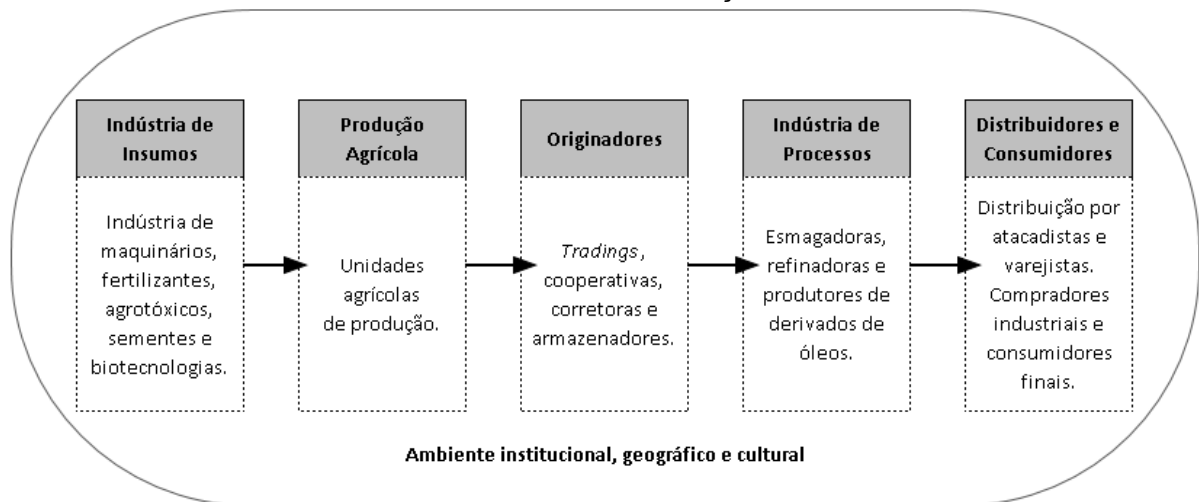 Indústria de
Insumos
Indústria de
maquinários,
fertilizantes,
agrotóxicos,
sementes e
biotecnologias.
Produção
Agrícola
Unidades
agrícolas
de produção.
Originadores
Tradings,
cooperativas,
corretoras e
armazenadores.
Indústria de
Processos
Esmagadoras,
refinadoras e
produtores de
derivados de
óleos.
Distribuidores e
Consumidores
Distribuição por
atacadistas e
varejistas.
Compradores
industriais e
consumidores
finais.
Ambiente institucional, geográfico e cultural